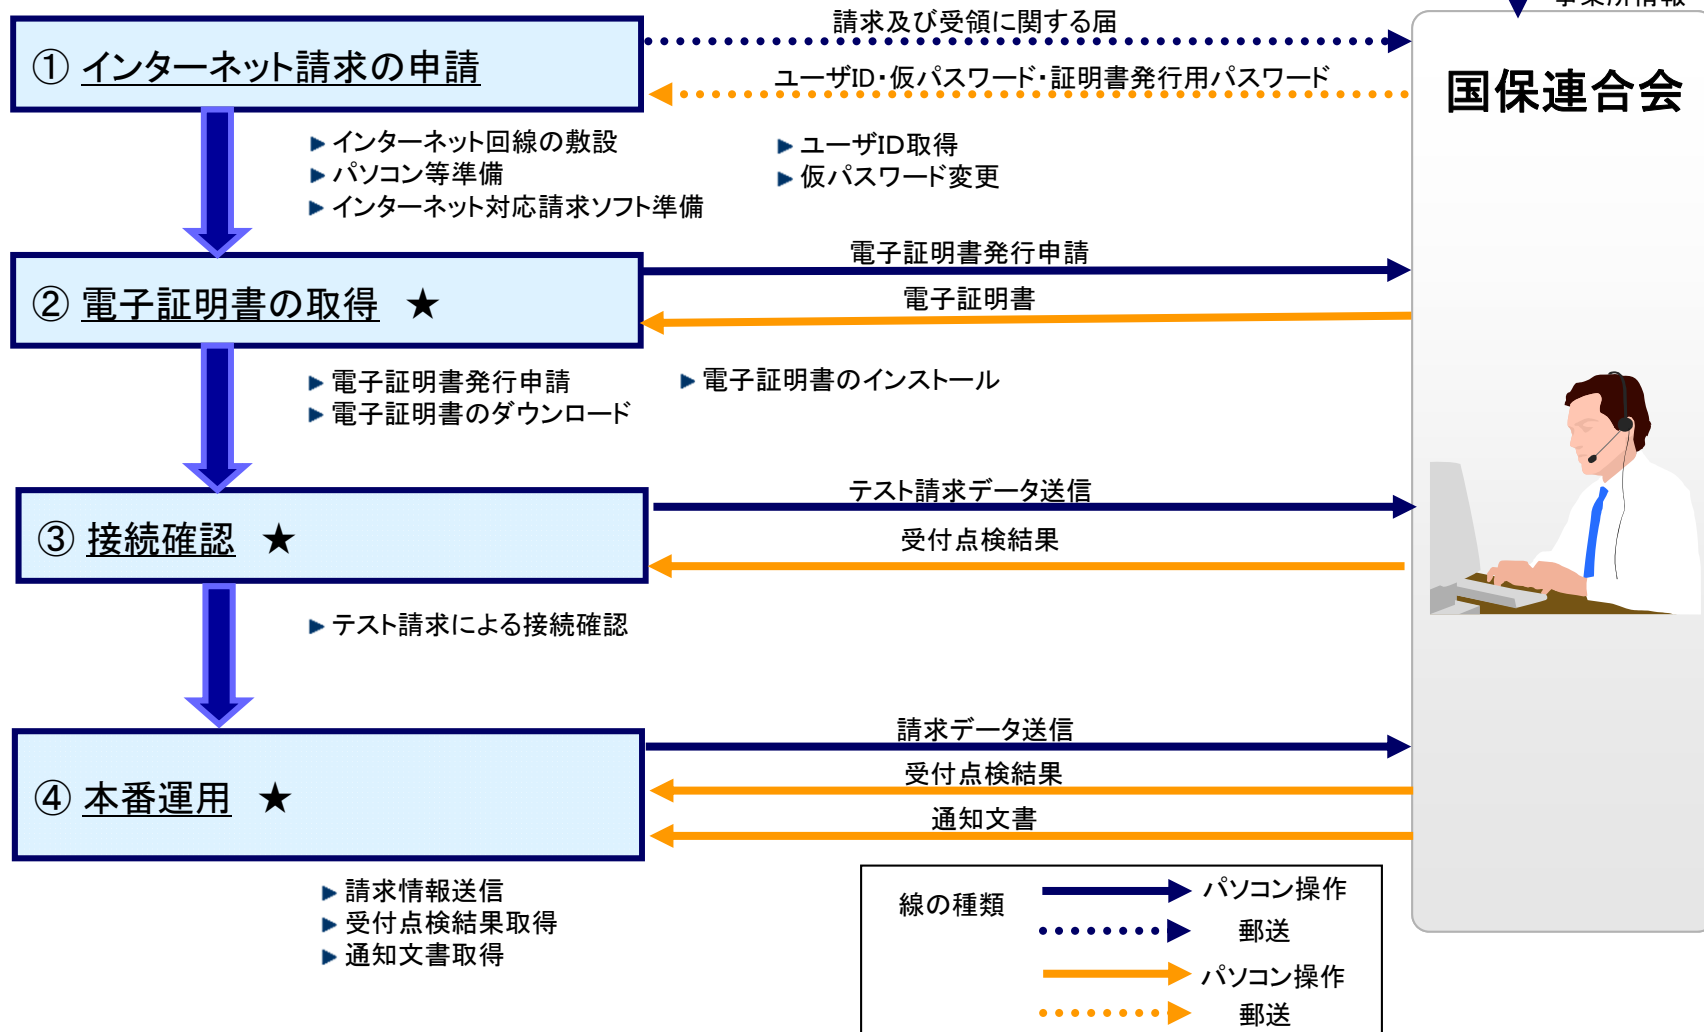 事業所情報
請求及び受領に関する届
① インターネット請求の申請
ユーザID・仮パスワード・証明書発行用パスワード
国保連合会
インターネット回線の敷設
パソコン等準備
インターネット対応請求ソフト準備
ユーザID取得
仮パスワード変更
電子証明書発行申請
② 電子証明書の取得 ★
電子証明書
電子証明書発行申請
電子証明書のダウンロード
電子証明書のインストール
テスト請求データ送信
③ 接続確認 ★
受付点検結果
テスト請求による接続確認
請求データ送信
④ 本番運用 ★
受付点検結果
通知文書
請求情報送信
受付点検結果取得
通知文書取得
線の種類
パソコン操作
郵送
パソコン操作
郵送